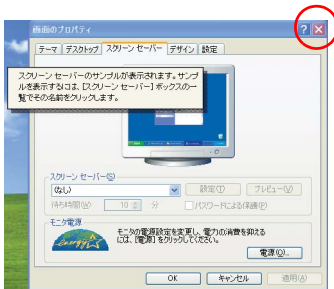 画面のプロパティ
テーマ デスクトップ スクリーン セーバー デザイン 設定
スクリーン セーバーのサンプルが表示されます。サンプ
ルを表示するには、[スクリーン セーバー] ボックスの一
覧でその名前をクリックします。
スクリーン セーバー(S)
(なし)
設定(T)
プレビュー(V)
待ち時間(W)
10
分
パスワードによる保護(P)
モニタ電源
モニタの電源設定を変更し、電力の消費を抑える
には、[電源] をクリックしてください。
電源(O)...
OK
キャンセル
適用(A)